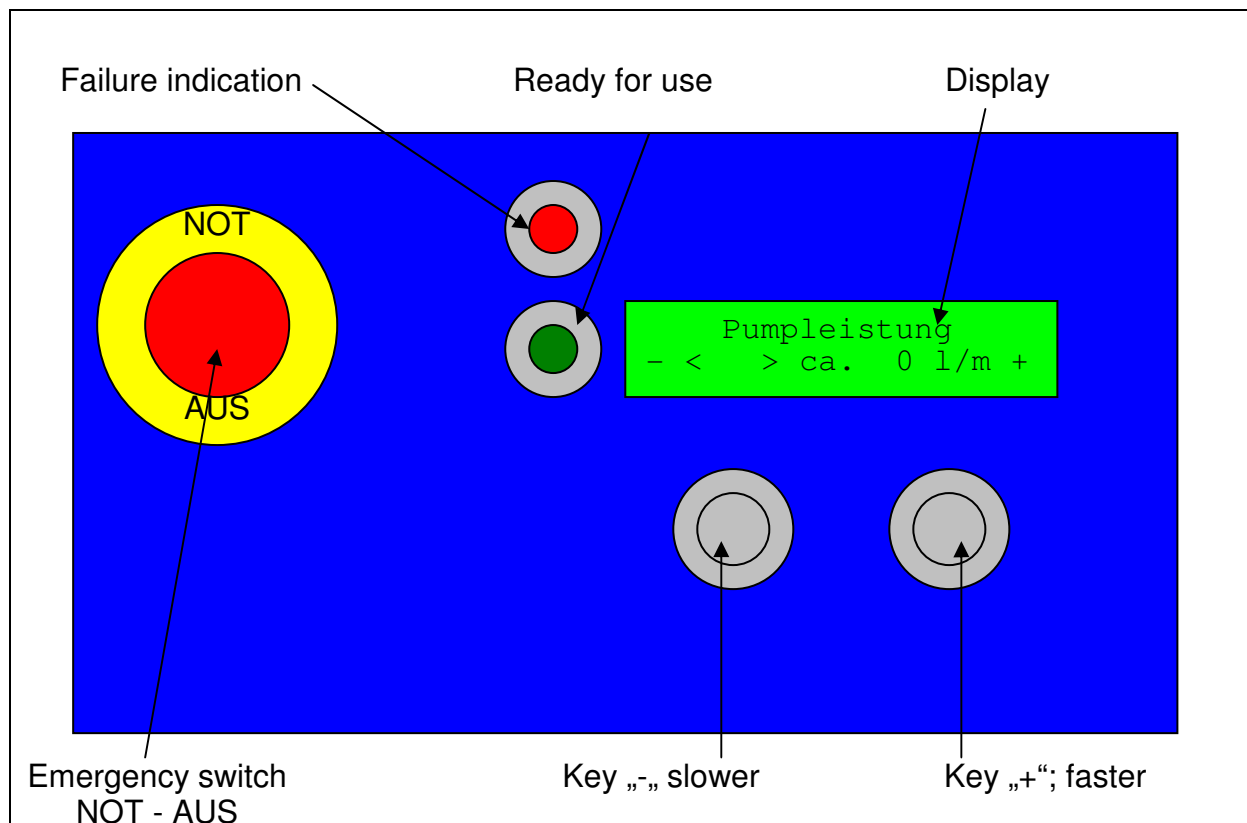 Failure indication
Ready for use
Display
NOT
AUS
Pumpleistung
- <   > ca.  0 l/m +
Emergency switch
NOT - AUS
Key „-„ slower
Key „+“; faster